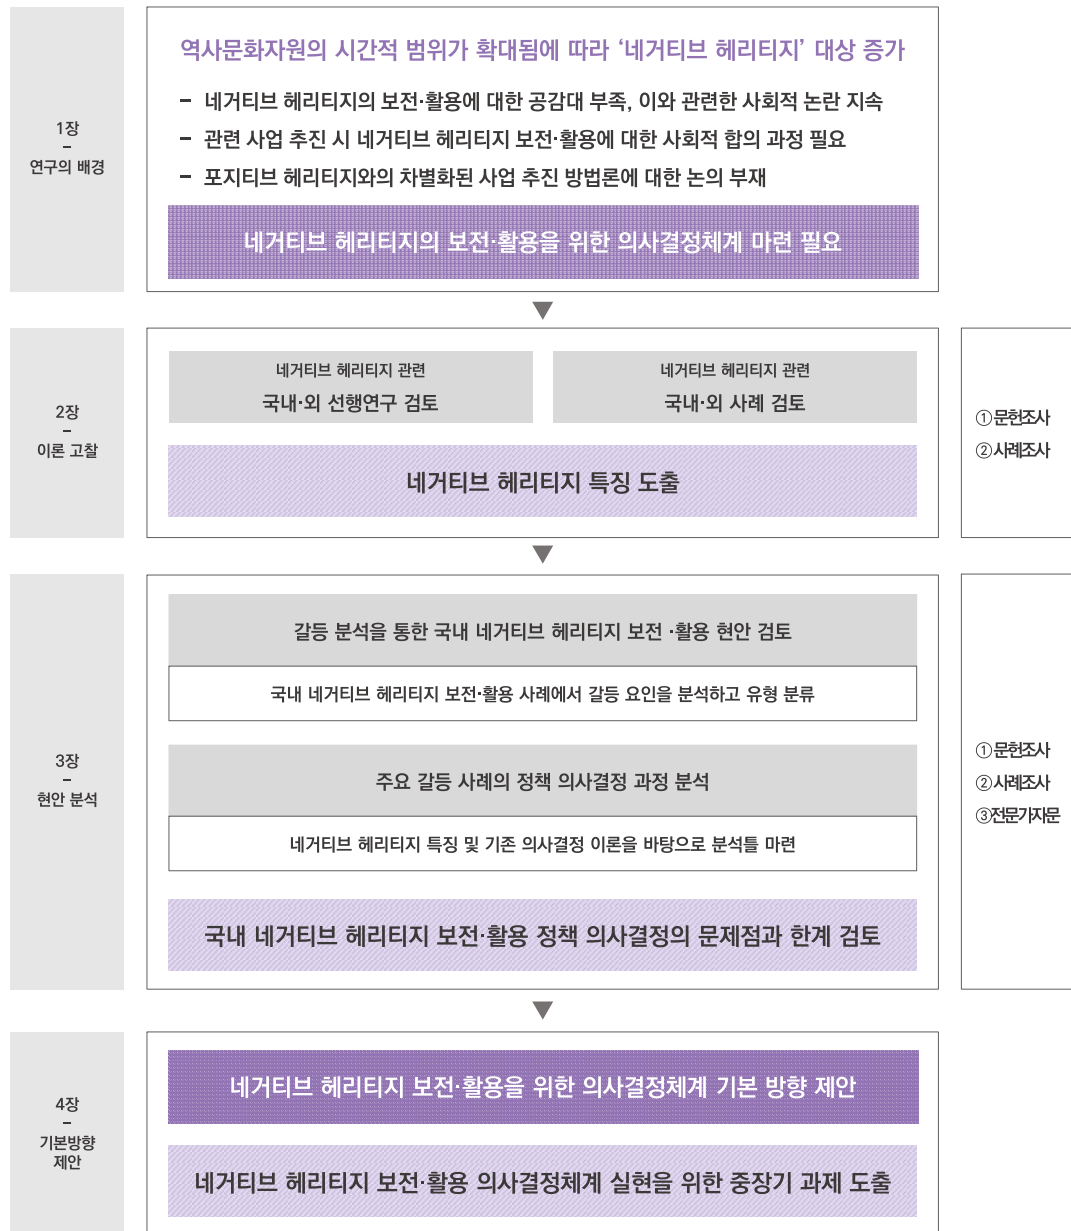 1장
–
연구의 배경
역사문화자원의 시간적 범위가 확대됨에 따라 ‘네거티브 헤리티지’ 대상 증가
– 네거티브 헤리티지의 보전·활용에 대한 공감대 부족, 이와 관련한 사회적 논란 지속
– 관련 사업 추진 시 네거티브 헤리티지 보전·활용에 대한 사회적 합의 과정 필요
– 포지티브 헤리티지와의 차별화된 사업 추진 방법론에 대한 논의 부재
네거티브 헤리티지의 보전·활용을 위한 의사결정체계 마련 필요
2장
–
이론 고찰
네거티브 헤리티지 관련
국내·외 선행연구 검토
네거티브 헤리티지 관련
국내·외 사례 검토
네거티브 헤리티지 특징 도출
① 문헌조사
② 사례조사
3장
–
현안 분석
갈등 분석을 통한 국내 네거티브 헤리티지 보전 ·활용 현안 검토
국내 네거티브 헤리티지 보전·활용 사례에서 갈등 요인을 분석하고 유형 분류
주요 갈등 사례의 정책 의사결정 과정 분석
네거티브 헤리티지 특징 및 기존 의사결정 이론을 바탕으로 분석틀 마련
국내 네거티브 헤리티지 보전·활용 정책 의사결정의 문제점과 한계 검토
① 문헌조사
② 사례조사
③전문가자문
4장
–
기본방향
제안
네거티브 헤리티지 보전·활용을 위한 의사결정체계 기본 방향 제안
네거티브 헤리티지 보전·활용 의사결정체계 실현을 위한 중장기 과제 도출